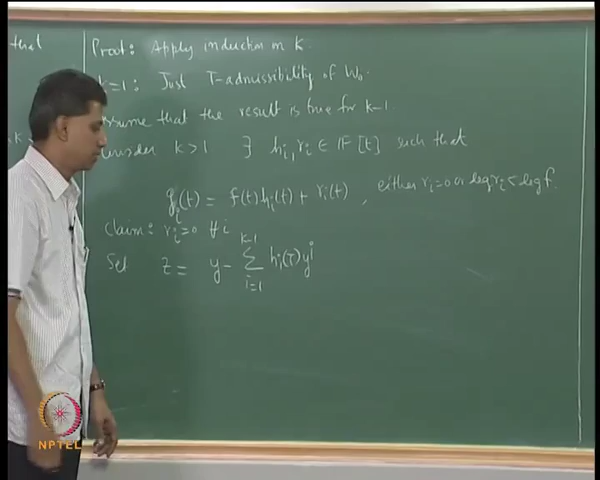 that
Proof: Apply induction on k.
k=1: Just T-admissibility of W₀.
Assume that the result is true for k-1.
Consider k>1 ∃ hᵢ, rᵢ ∈ IF[t] such that
gᵢ(t) = f(t)hᵢ(t) + rᵢ(t), either rᵢ=0 or deg rᵢ < deg f.
Claim: rᵢ=0 ∀ i
Set z = y - ∑_{i=1}^{k-1} hᵢ(T)yⁱ
NPTEL